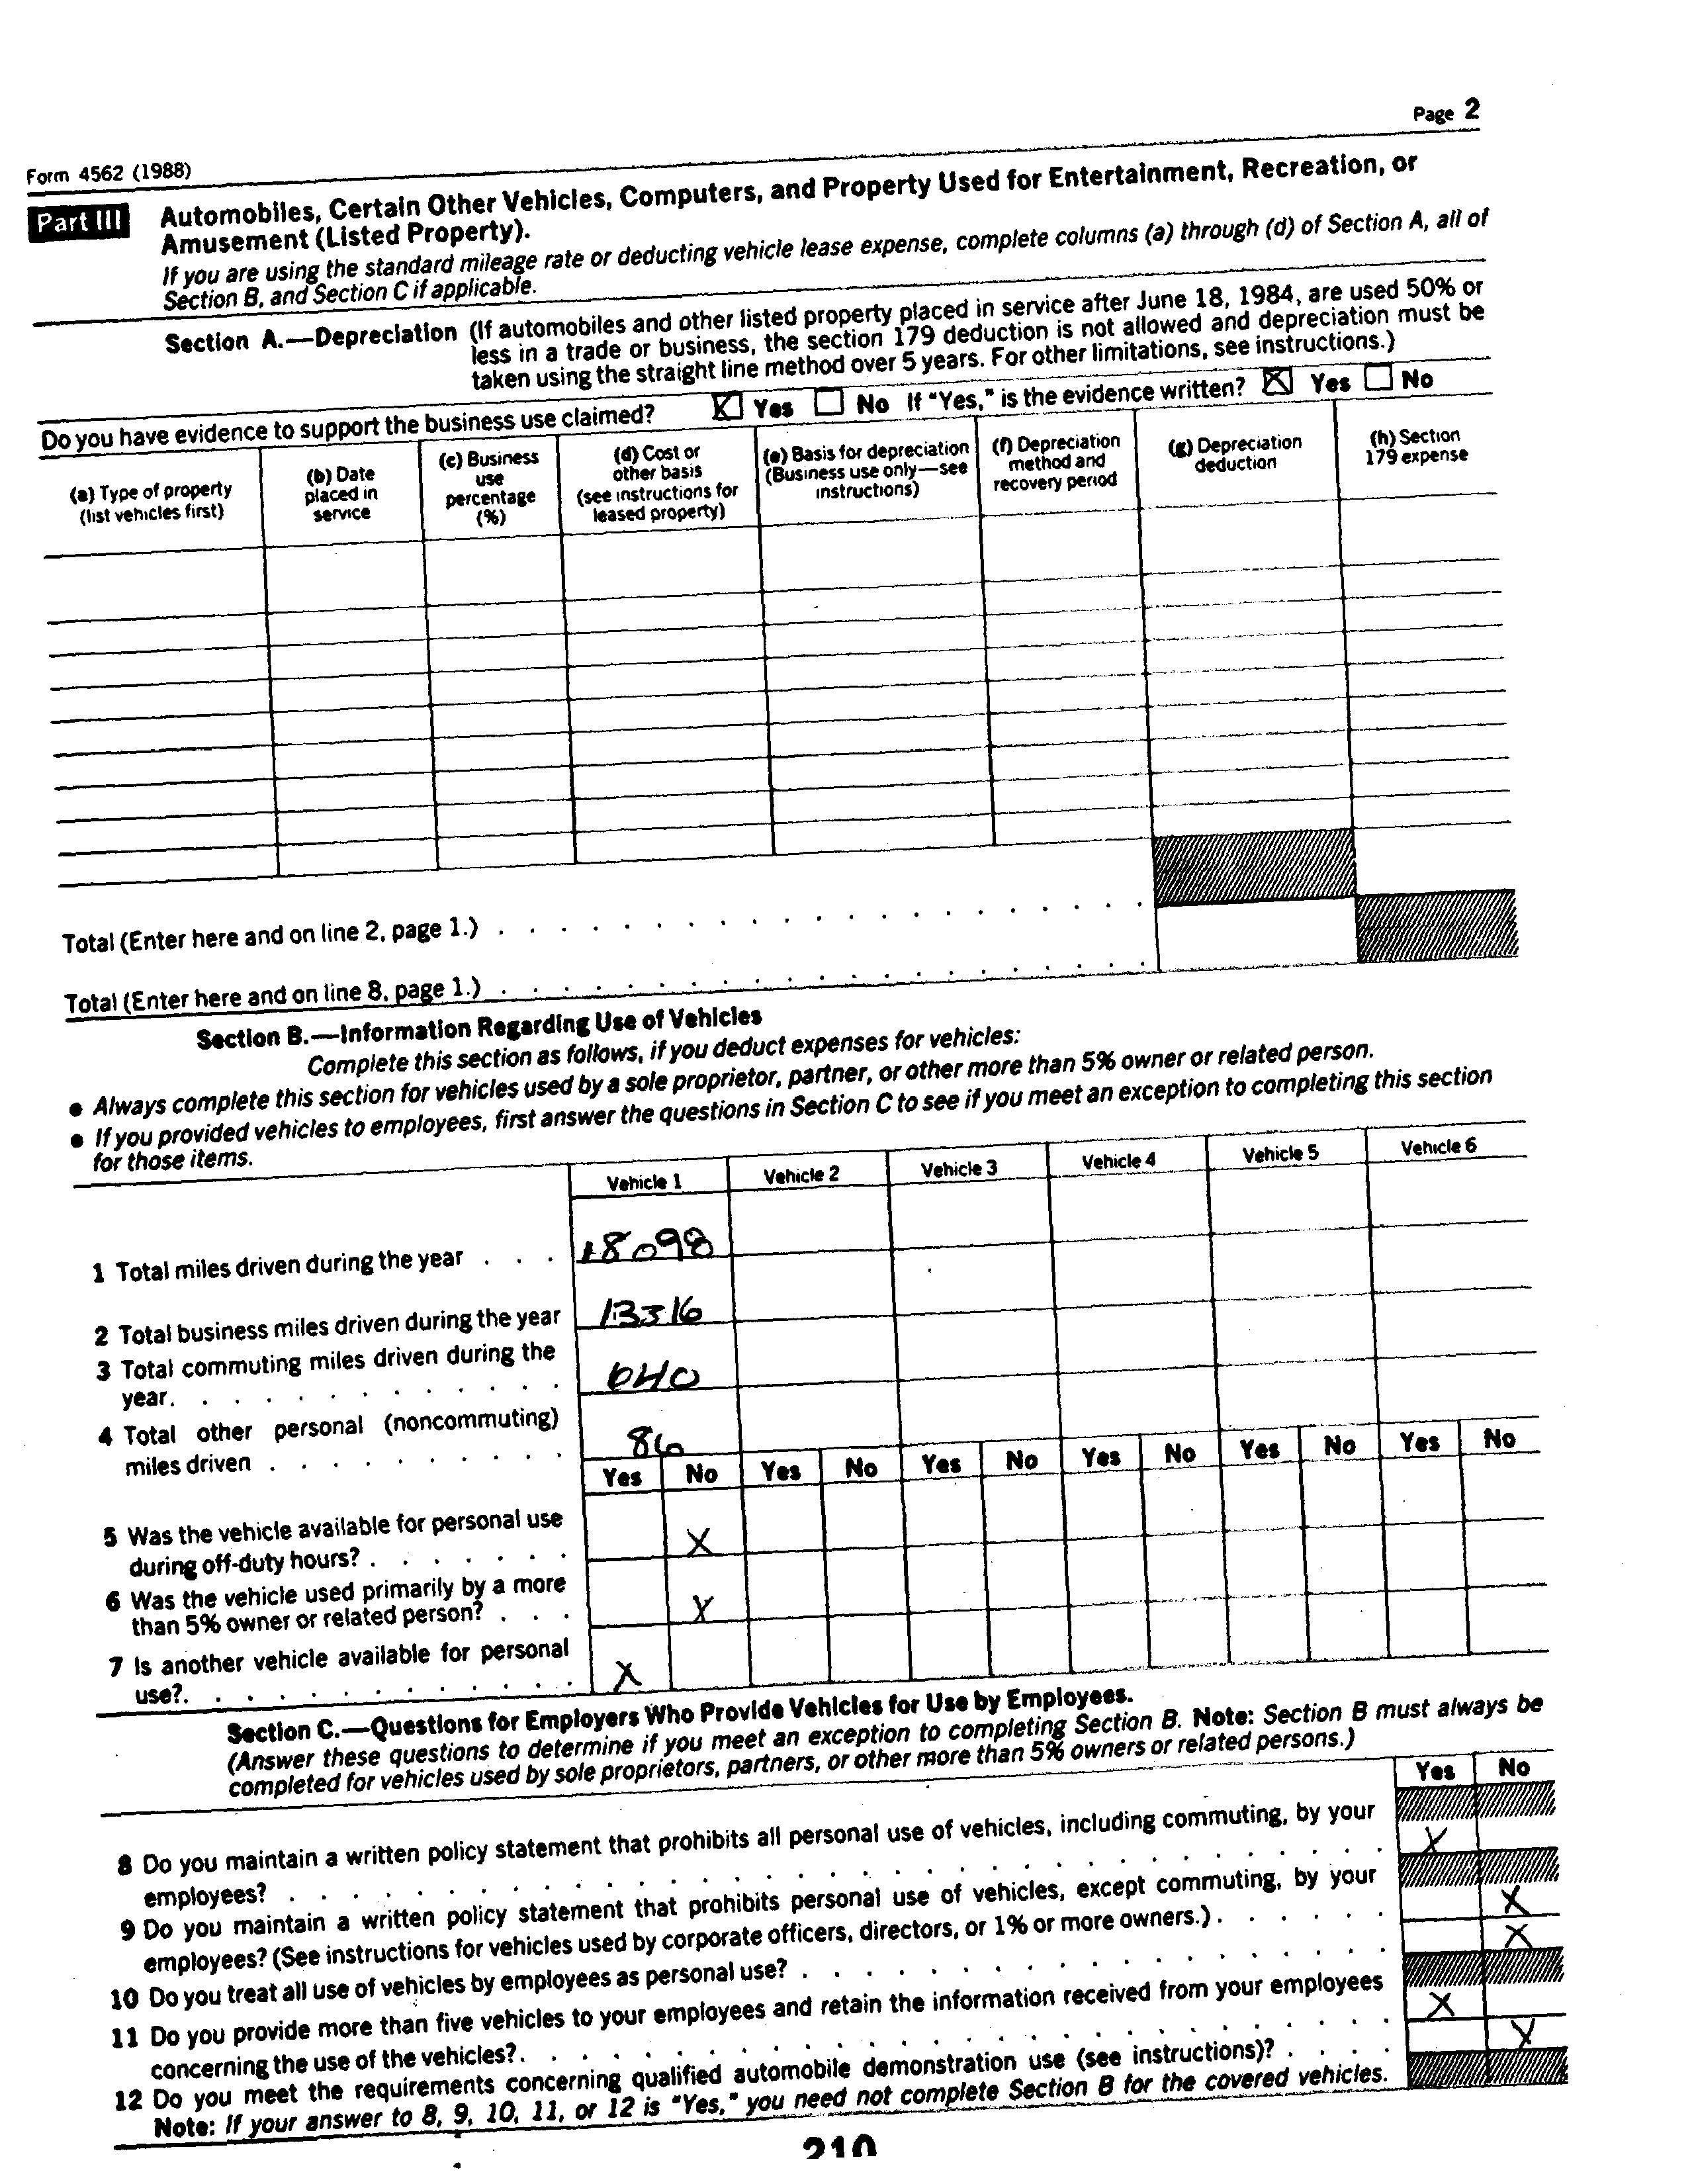 Page 2
Form 4562 (1988)
Part III Automobiles, Certain Other Vehicles, Computers, and Property Used for Entertainment, Recreation, or
Amusement (Listed Property).
If you are using the standard mileage rate or deducting vehicle lease expense, complete columns (a) through (d) of Section A, all of
Section B, and Section C if applicable.
Section A.—Depreciation (If automobiles and other listed property placed in service after June 18, 1984, are used 50% or
less in a trade or business, the section 179 deduction is not allowed and depreciation must be
taken using the straight line method over 5 years. For other limitations, see instructions.)
Do you have evidence to support the business use claimed? X Yes No If "Yes," is the evidence written? X Yes No
(a) Type of property
(list vehicles first)
(b) Date
placed in
service
(c) Business
use
percentage
(%)
(d) Cost or
other basis
(see instructions for
leased property)
(e) Basis for depreciation
(Business use only—see
instructions)
(f) Depreciation
method and
recovery period
(g) Depreciation
deduction
(h) Section
179 expense
Total (Enter here and on line 2, page 1.)
Total (Enter here and on line 8, page 1.)
Section B.—Information Regarding Use of Vehicles
Complete this section as follows, if you deduct expenses for vehicles:
● Always complete this section for vehicles used by a sole proprietor, partner, or other more than 5% owner or related person.
● If you provided vehicles to employees, first answer the questions in Section C to see if you meet an exception to completing this section
for those items.
Vehicle 1 Vehicle 2 Vehicle 3 Vehicle 4 Vehicle 5 Vehicle 6
1 Total miles driven during the year . . . 18098
2 Total business miles driven during the year 13316
3 Total commuting miles driven during the
year. . . . . . . . . . . . . 640
4 Total other personal (noncommuting)
miles driven . . . . . . . . . . 86
Yes No Yes No Yes No Yes No Yes No Yes No
5 Was the vehicle available for personal use
during off-duty hours? . . . . . . . X
6 Was the vehicle used primarily by a more
than 5% owner or related person? . . . X
7 Is another vehicle available for personal
use?. . . . . . . . . . . . . X
Section C.—Questions for Employers Who Provide Vehicles for Use by Employees.
(Answer these questions to determine if you meet an exception to completing Section B. Note: Section B must always be
completed for vehicles used by sole proprietors, partners, or other more than 5% owners or related persons.)
Yes No
8 Do you maintain a written policy statement that prohibits all personal use of vehicles, including commuting, by your
employees? X
9 Do you maintain a written policy statement that prohibits personal use of vehicles, except commuting, by your
employees? (See instructions for vehicles used by corporate officers, directors, or 1% or more owners.) . . . . . . X
10 Do you treat all use of vehicles by employees as personal use? X
11 Do you provide more than five vehicles to your employees and retain the information received from your employees
concerning the use of the vehicles?. X
12 Do you meet the requirements concerning qualified automobile demonstration use (see instructions)? . . . . X
Note: If your answer to 8, 9, 10, 11, or 12 is "Yes," you need not complete Section B for the covered vehicles.
210